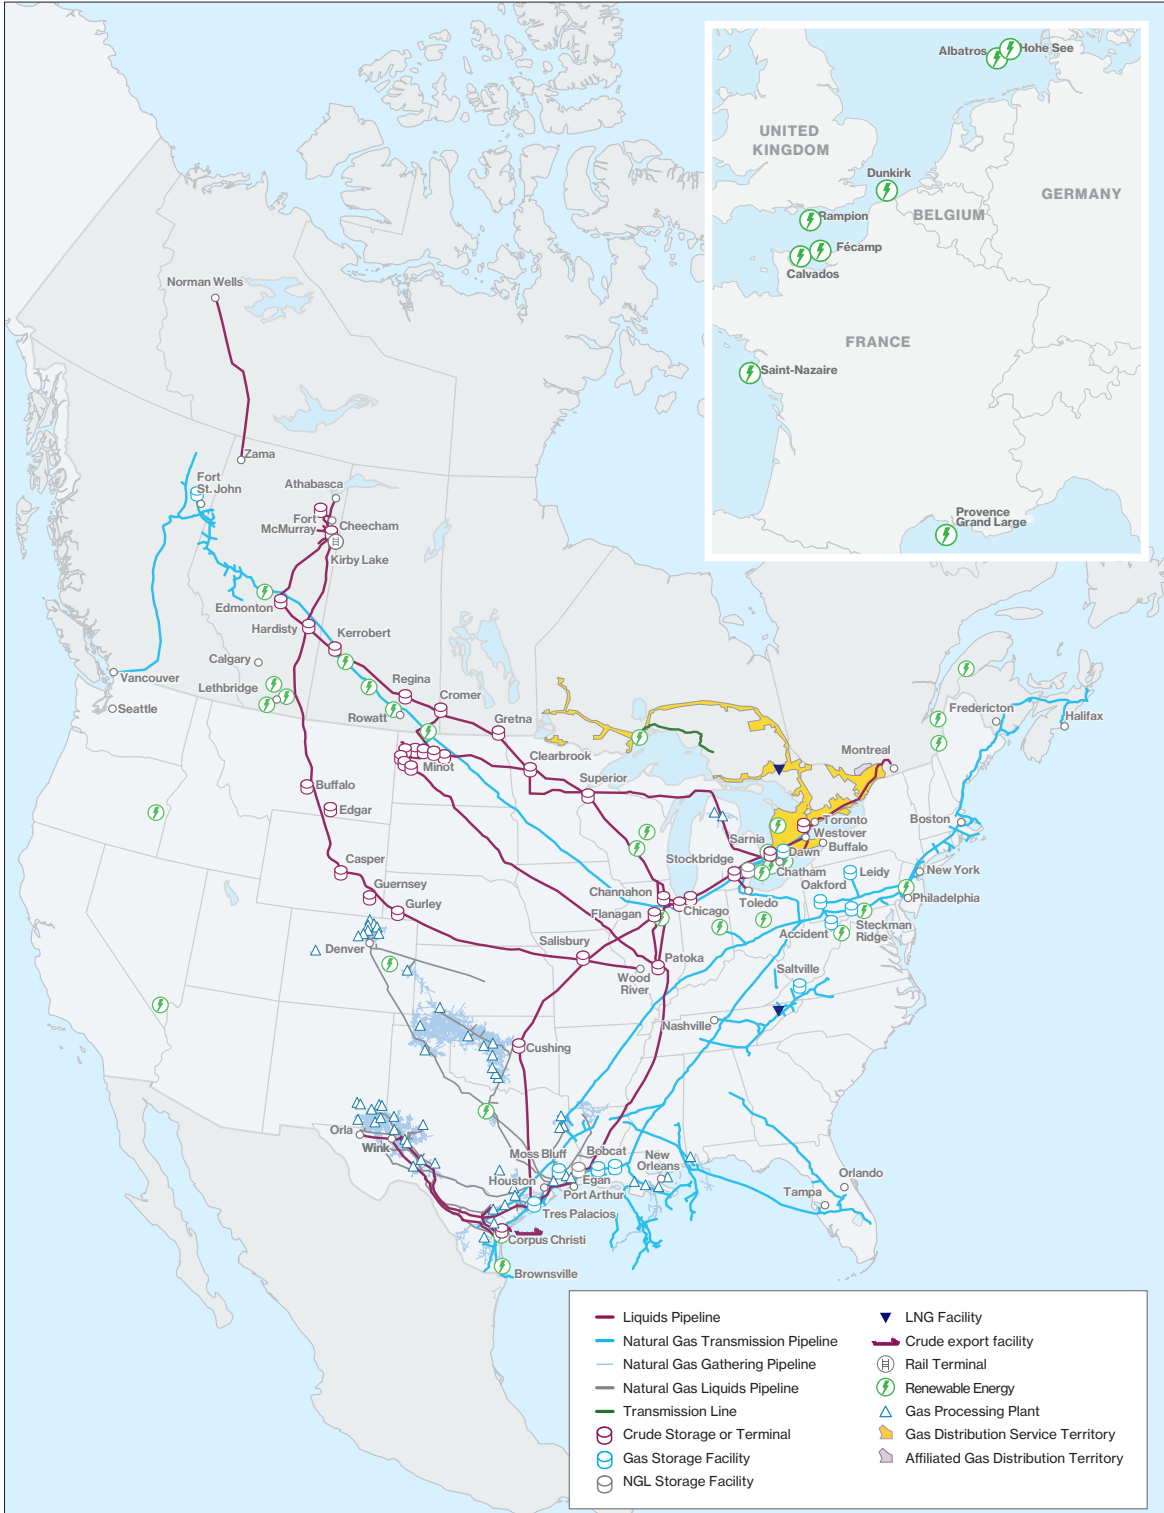 Albatros
Hohe See
UNITED
KINGDOM
Dunkirk
GERMANY
BELGIUM
Rampion
Fécamp
Calvados
FRANCE
Saint-Nazaire
Provence
Grand Large
Norman Wells
Zama
Fort
St. John
Athabasca
Fort
McMurray
Cheecham
Kirby Lake
Edmonton
Hardisty
Kerrobert
Calgary
Vancouver
Lethbridge
Regina
Cromer
Seattle
Rowatt
Gretna
Fredericton
Halifax
Clearbrook
Montreal
Minot
Superior
Buffalo
Edgar
Toronto
Westover
Boston
Sarnia
Buffalo
Dawn
Stockbridge
Chatham
Casper
Leidy
New York
Guernsey
Channahon
Oakford
Toledo
Philadelphia
Gurley
Flanagan
Chicago
Accident
Steckman
Ridge
Denver
Salisbury
Patoka
Wood
River
Saltville
Nashville
Cushing
Orla
Wink
Moss Bluff
Bobcat
New
Orleans
Houston
Egan
Port Arthur
Orlando
Tampa
Tres Palacios
Corpus Christi
Brownsville
Liquids Pipeline
Natural Gas Transmission Pipeline
Natural Gas Gathering Pipeline
Natural Gas Liquids Pipeline
Transmission Line
Crude Storage or Terminal
Gas Storage Facility
NGL Storage Facility
LNG Facility
Crude export facility
Rail Terminal
Renewable Energy
Gas Processing Plant
Gas Distribution Service Territory
Affiliated Gas Distribution Territory